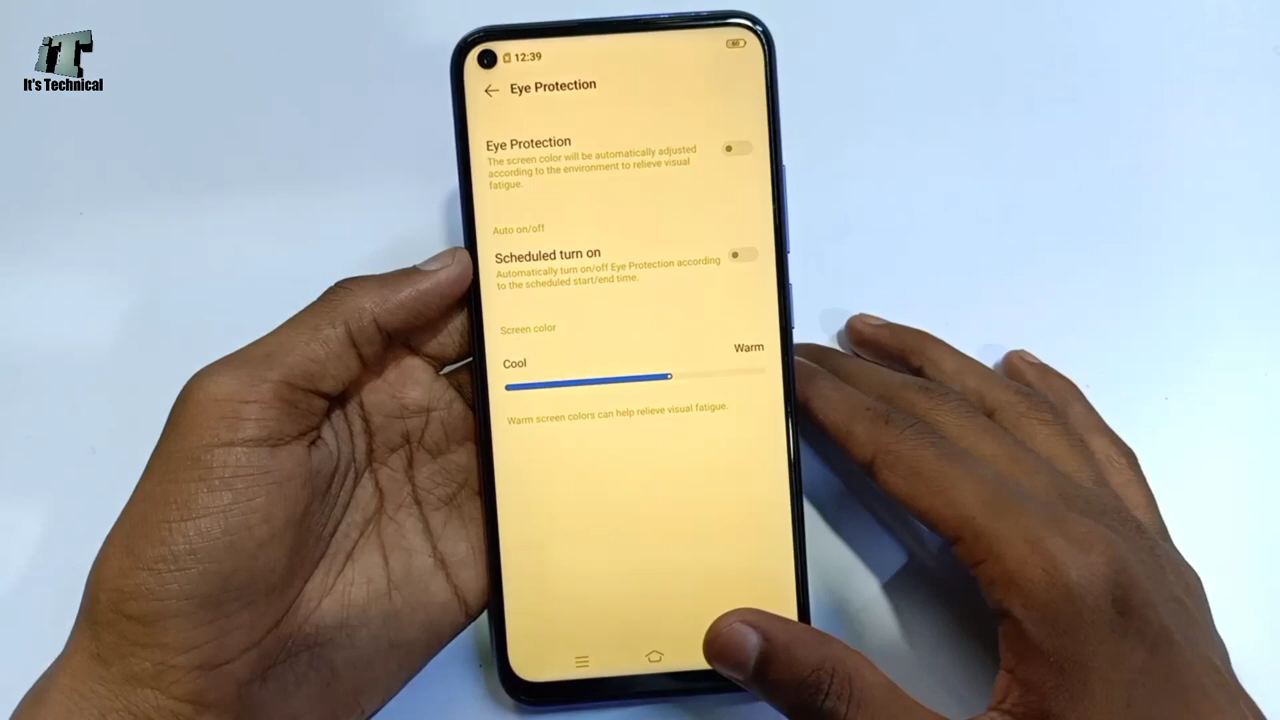 iT
It's Technical
12:39
60
Eye Protection
Eye Protection
The screen color will be automatically adjusted
according to the environment to relieve visual
fatigue.
Auto on/off
Scheduled turn on
Automatically turn on/off Eye Protection according
to the scheduled start/end time.
Screen color
Cool
Warm
Warm screen colors can help relieve visual fatigue.